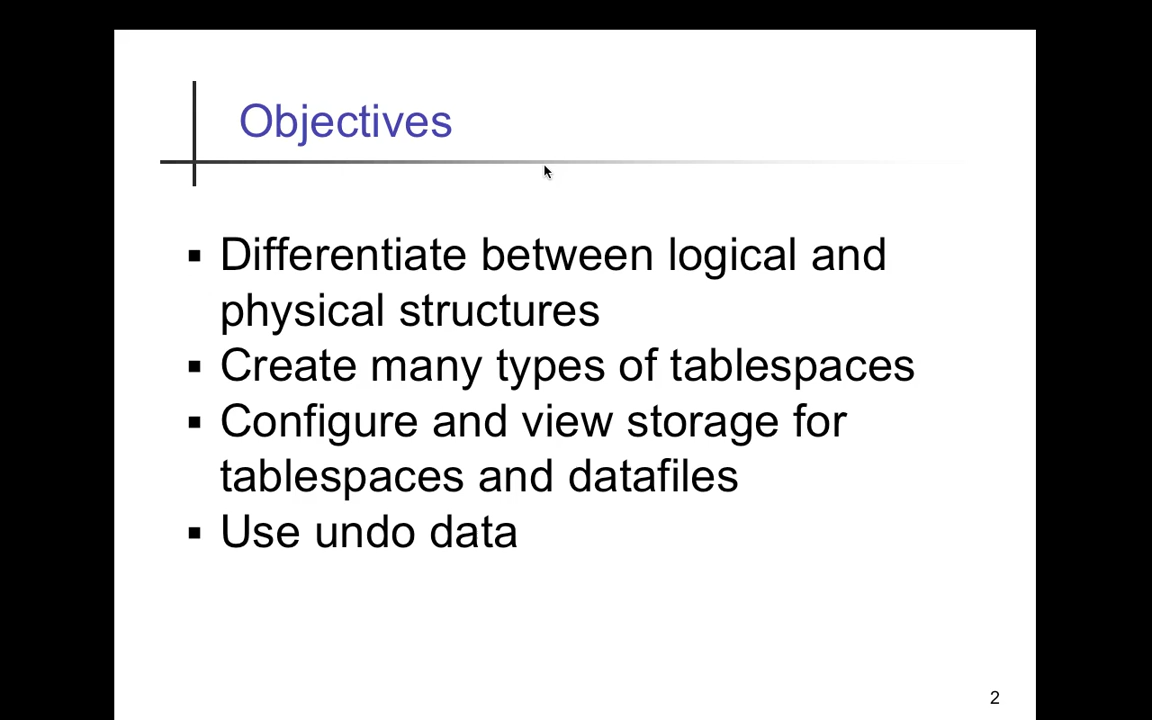 Objectives
▪ Differentiate between logical and
physical structures
▪ Create many types of tablespaces
▪ Configure and view storage for
tablespaces and datafiles
▪ Use undo data
2